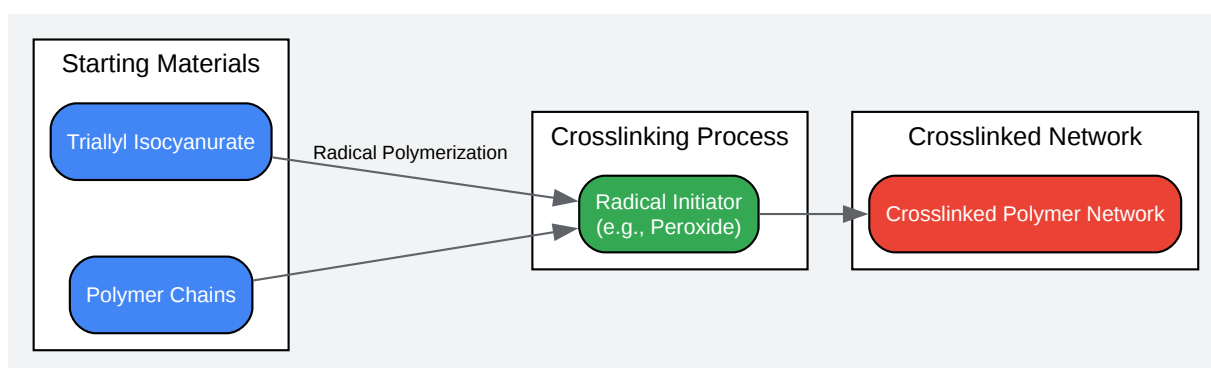 Starting Materials
Triallyl Isocyanurate
Polymer Chains
Radical Polymerization
Crosslinking Process
Radical Initiator
(e.g., Peroxide)
Crosslinked Network
Crosslinked Polymer Network